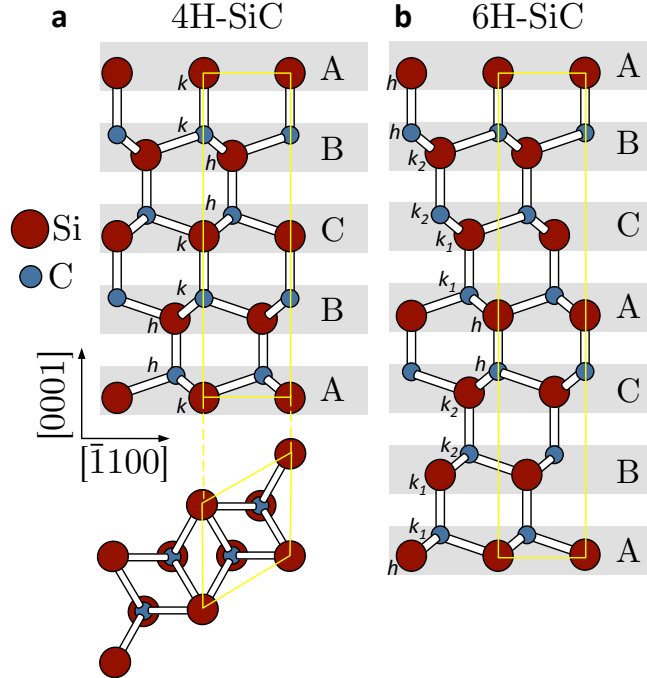 a 4H-SiC
k A
k
h B
h
k C
k
h B
h
k A
Si
C
[0001]
[1̄100]
b 6H-SiC
h A
h
k₂ B
k₂
k₁ C
k₁
h A
h
k₂ C
k₂
k₁ B
k₁
h A